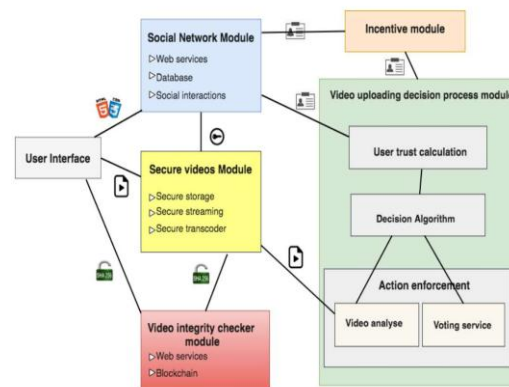 Social Network Module
Web services
Database
Social interactions
Incentive module
Video uploading decision process module
User trust calculation
User Interface
Secure videos Module
Secure storage
Secure streaming
Secure transcoder
Decision Algorithm
Action enforcement
Video analyse
Voting service
Video integrity checker
module
Web services
Blockchain